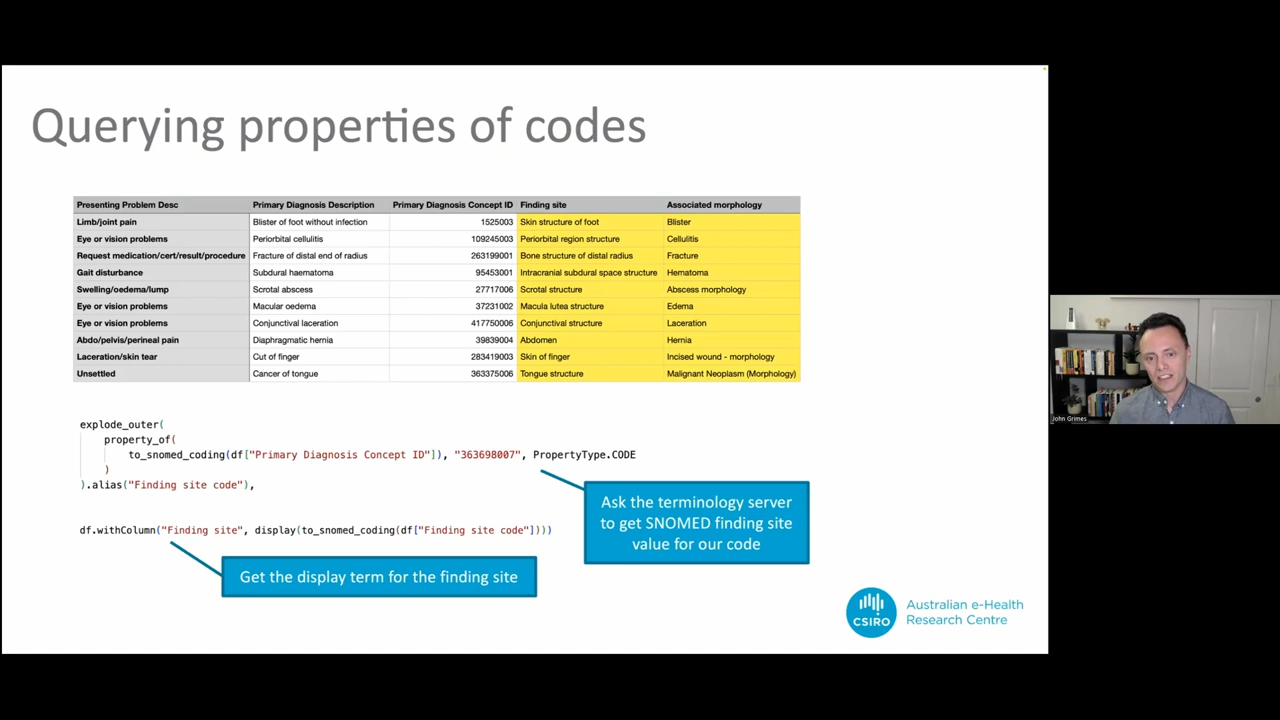 Querying properties of codes
Presenting Problem Desc Primary Diagnosis Description Primary Diagnosis Concept ID Finding site Associated morphology
Limb/joint pain Blister of foot without infection 1525003 Skin structure of foot Blister
Eye or vision problems Periorbital cellulitis 109245003 Periorbital region structure Cellulitis
Request medication/cert/result/procedure Fracture of distal end of radius 263199001 Bone structure of distal radius Fracture
Gait disturbance Subdural haematoma 95453001 Intracranial subdural space structure Hematoma
Swelling/oedema/lump Scrotal abscess 27717006 Scrotal structure Abscess morphology
Eye or vision problems Macular oedema 37231002 Macula lutea structure Edema
Eye or vision problems Conjunctival laceration 417750006 Conjunctival structure Laceration
Abdo/pelvis/perineal pain Diaphragmatic hernia 39839004 Abdomen Hernia
Laceration/skin tear Cut of finger 283419003 Skin of finger Incised wound - morphology
Unsettled Cancer of tongue 363375006 Tongue structure Malignant Neoplasm (Morphology)
explode_outer(
property_of(
to_snomed_coding(df["Primary Diagnosis Concept ID"]), "363698007", PropertyType.CODE
)
).alias("Finding site code"),
df.withColumn("Finding site", display(to_snomed_coding(df["Finding site code"])))
Ask the terminology server
to get SNOMED finding site
value for our code
Get the display term for the finding site
CSIRO
Australian e-Health
Research Centre
John Grimes